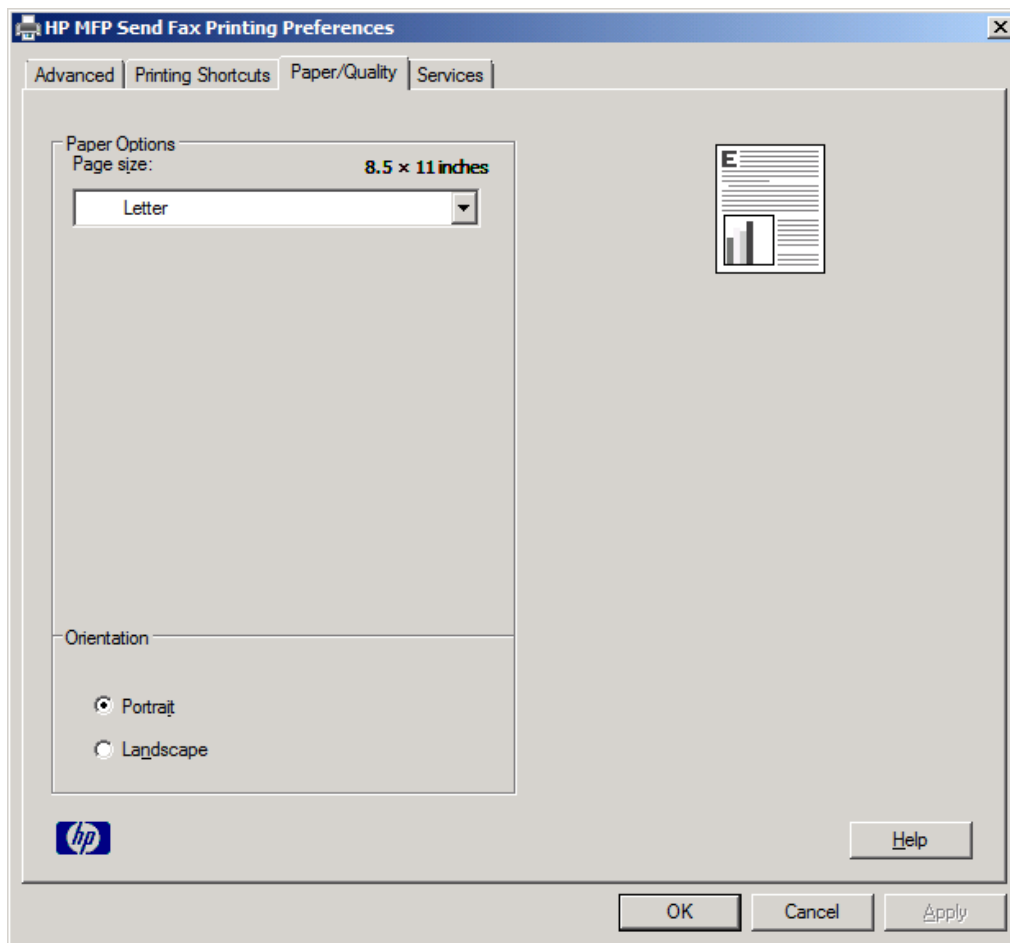 HP MFP Send Fax Printing Preferences
Advanced Printing Shortcuts Paper/Quality Services
Paper Options
Page size: 8.5 × 11 inches
Letter
E
Orientation
Portrait
Landscape
hp
Help
OK Cancel Apply